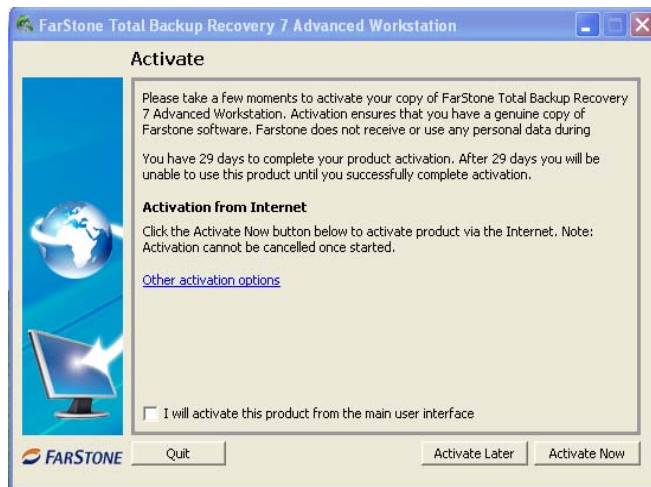 FarStone Total Backup Recovery 7 Advanced Workstation
Activate
Please take a few moments to activate your copy of FarStone Total Backup Recovery
7 Advanced Workstation. Activation ensures that you have a genuine copy of
Farstone software. Farstone does not receive or use any personal data during
You have 29 days to complete your product activation. After 29 days you will be
unable to use this product until you successfully complete activation.
Activation from Internet
Click the Activate Now button below to activate product via the Internet. Note:
Activation cannot be cancelled once started.
Other activation options
I will activate this product from the main user interface
FARSTONE
Quit
Activate Later
Activate Now